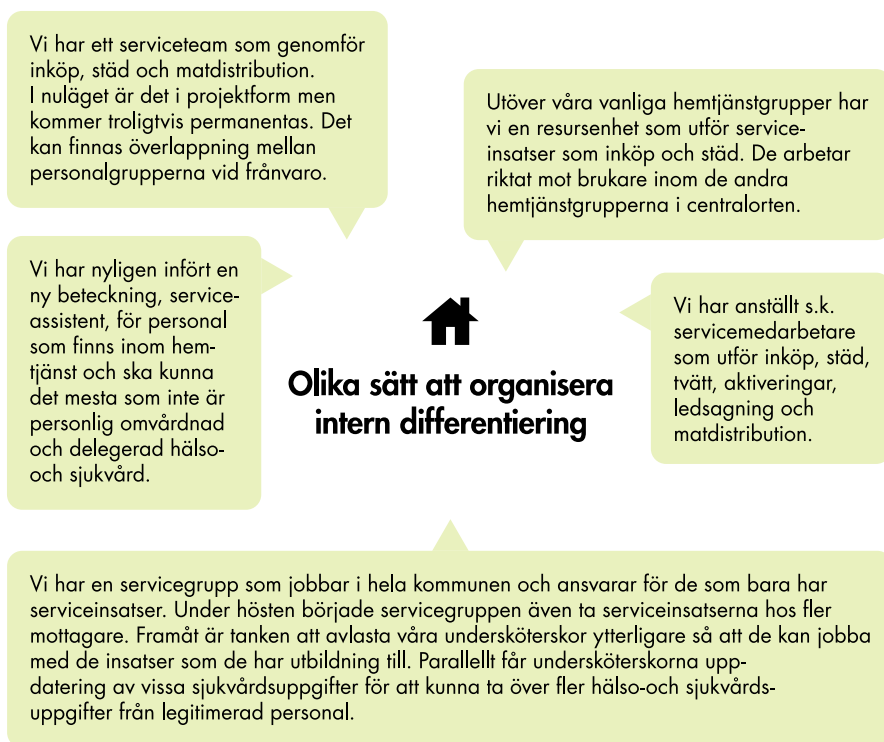 Vi har ett serviceteam som genomför
inköp, städ och matdistribution.
I nuläget är det i projektform men
kommer troligtvis permanentas. Det
kan finnas överlappning mellan
personalgrupperna vid frånvaro.
Utöver våra vanliga hemtjänstgrupper har
vi en resursenhet som utför service-
insatser som inköp och städ. De arbetar
riktat mot brukare inom de andra
hemtjänstgrupperna i centralorten.
Vi har nyligen infört en
ny beteckning, service-
assistent, för personal
som finns inom hem-
tjänst och ska kunna
det mesta som inte är
personlig omvårdnad
och delegerad hälso-
och sjukvård.
Olika sätt att organisera
intern differentiering
Vi har anställt s.k.
servicemedarbetare
som utför inköp, städ,
tvätt, aktiveringar,
ledsagning och
matdistribution.
Vi har en servicegrupp som jobbar i hela kommunen och ansvarar för de som bara har
serviceinsatser. Under hösten började servicegruppen även ta serviceinsatserna hos fler
mottagare. Framåt är tanken att avlasta våra undersköterskor ytterligare så att de kan jobba
med de insatser som de har utbildning till. Parallellt får undersköterskorna upp-
datering av vissa sjukvårdsuppgifter för att kunna ta över fler hälso-och sjukvårds-
uppgifter från legitimerad personal.